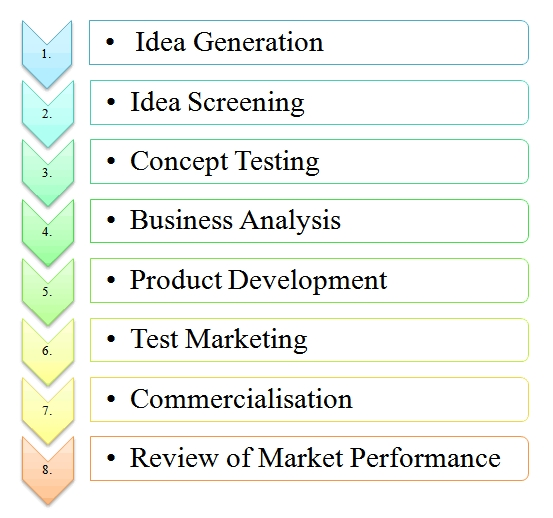 1. • Idea Generation
2. • Idea Screening
3. • Concept Testing
4. • Business Analysis
5. • Product Development
6. • Test Marketing
7. • Commercialisation
8. • Review of Market Performance